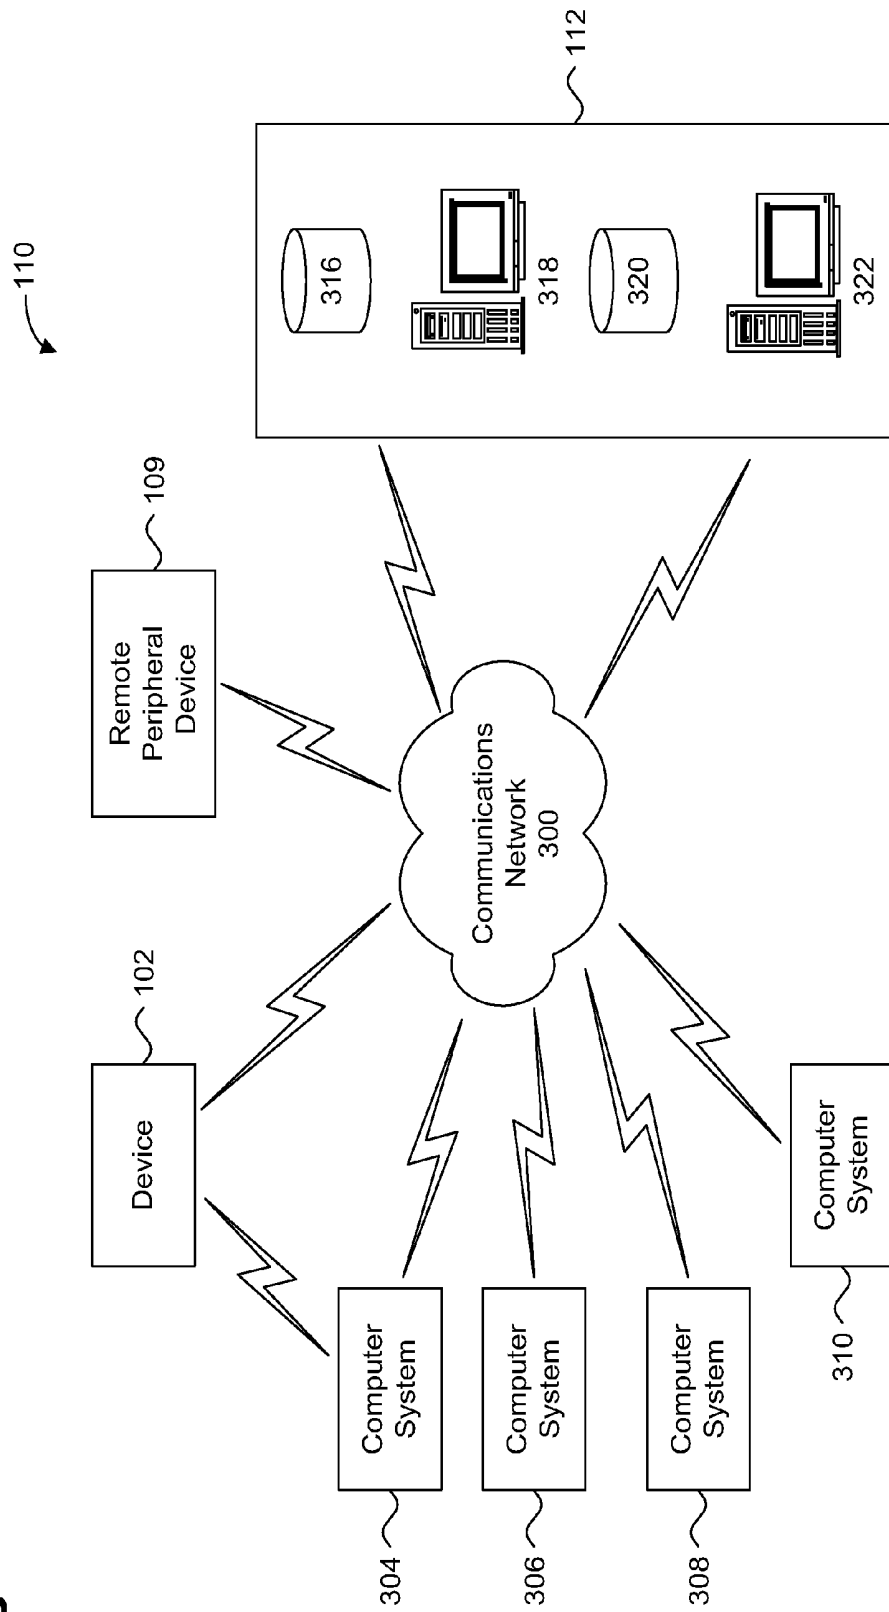 110
Device
102
Remote
Peripheral
Device
109
112
Computer
System
304
Computer
System
306
Computer
System
308
Computer
System
310
Communications
Network
300
316
318
320
322